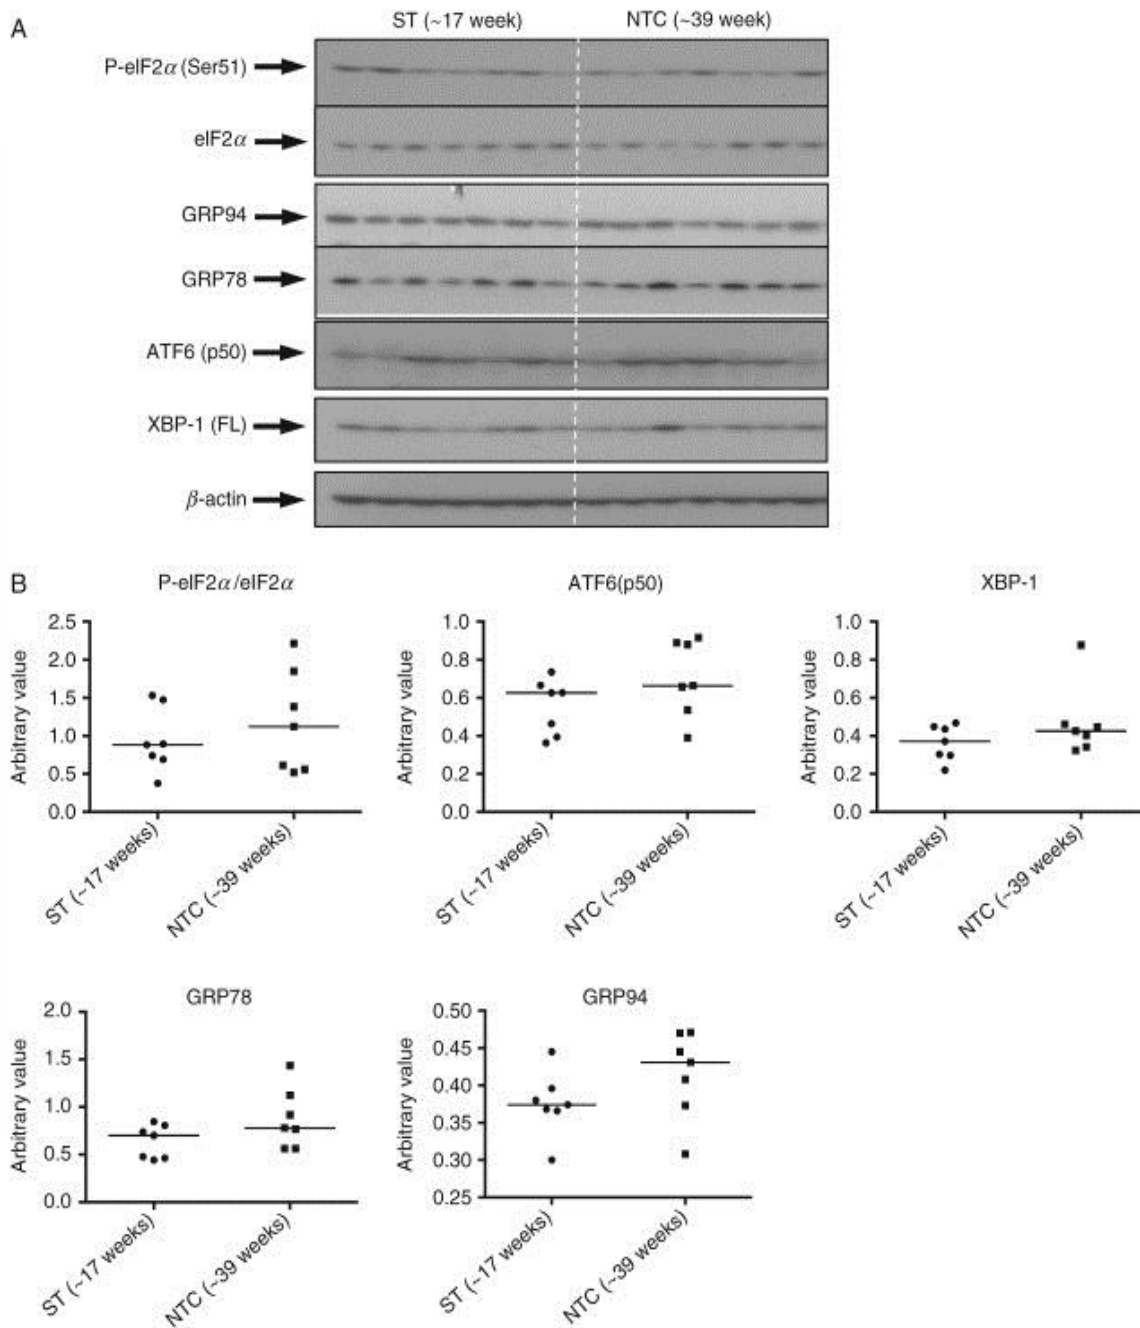 A
ST (~17 week) NTC (~39 week)
P-eIF2α (Ser51)
eIF2α
GRP94
GRP78
ATF6 (p50)
XBP-1 (FL)
β-actin
B
P-eIF2α/eIF2α
Arbitrary value
2.5
2.0
1.5
1.0
0.5
0.0
ST (~17 weeks)
NTC (~39 weeks)
ATF6(p50)
Arbitrary value
1.0
0.8
0.6
0.4
0.2
0.0
ST (~17 weeks)
NTC (~39 weeks)
XBP-1
Arbitrary value
1.0
0.8
0.6
0.4
0.2
0.0
ST (~17 weeks)
NTC (~39 weeks)
GRP78
Arbitrary value
2.0
1.5
1.0
0.5
0.0
ST (~17 weeks)
NTC (~39 weeks)
GRP94
Arbitrary value
0.50
0.45
0.40
0.35
0.30
0.25
ST (~17 weeks)
NTC (~39 weeks)